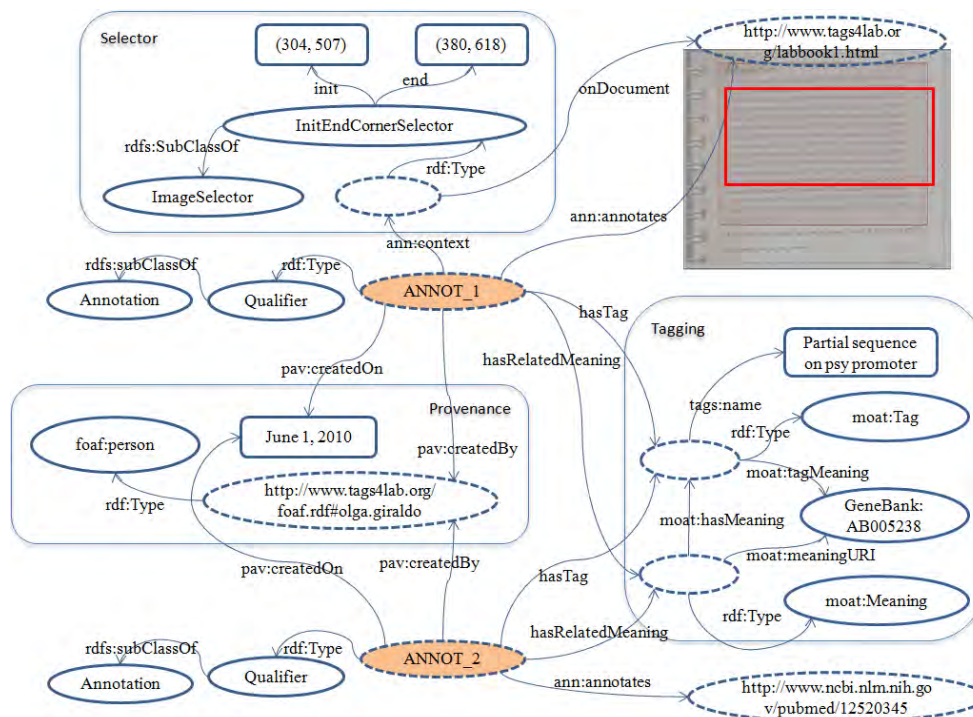 Selector
(304, 507)
(380, 618)
http://www.tags4lab.or
g/labbook1.html
init
end
onDocument
InitEndCornerSelector
rdfs:SubClassOf
rdf:Type
ImageSelector
ann:annotates
ann:context
rdfs:subClassOf
rdf:Type
Annotation
Qualifier
ANNOT_1
hasTag
Tagging
hasRelatedMeaning
Partial sequence
on psy promoter
pav:createdOn
Provenance
tags:name
moat:Tag
rdf:Type
foaf:person
June 1, 2010
pav:createdBy
moat:tagMeaning
rdf:Type
http://www.tags4lab.org/
foaf.rdf#olga.giraldo
GeneBank:
AB005238
moat:hasMeaning
moat:meaningURI
pav:createdOn
pav:createdBy
hasTag
moat:Meaning
rdf:Type
hasRelatedMeaning
rdfs:subClassOf
rdf:Type
Annotation
Qualifier
ANNOT_2
ann:annotates
http://www.ncbi.nlm.nih.go
v/pubmed/12520345